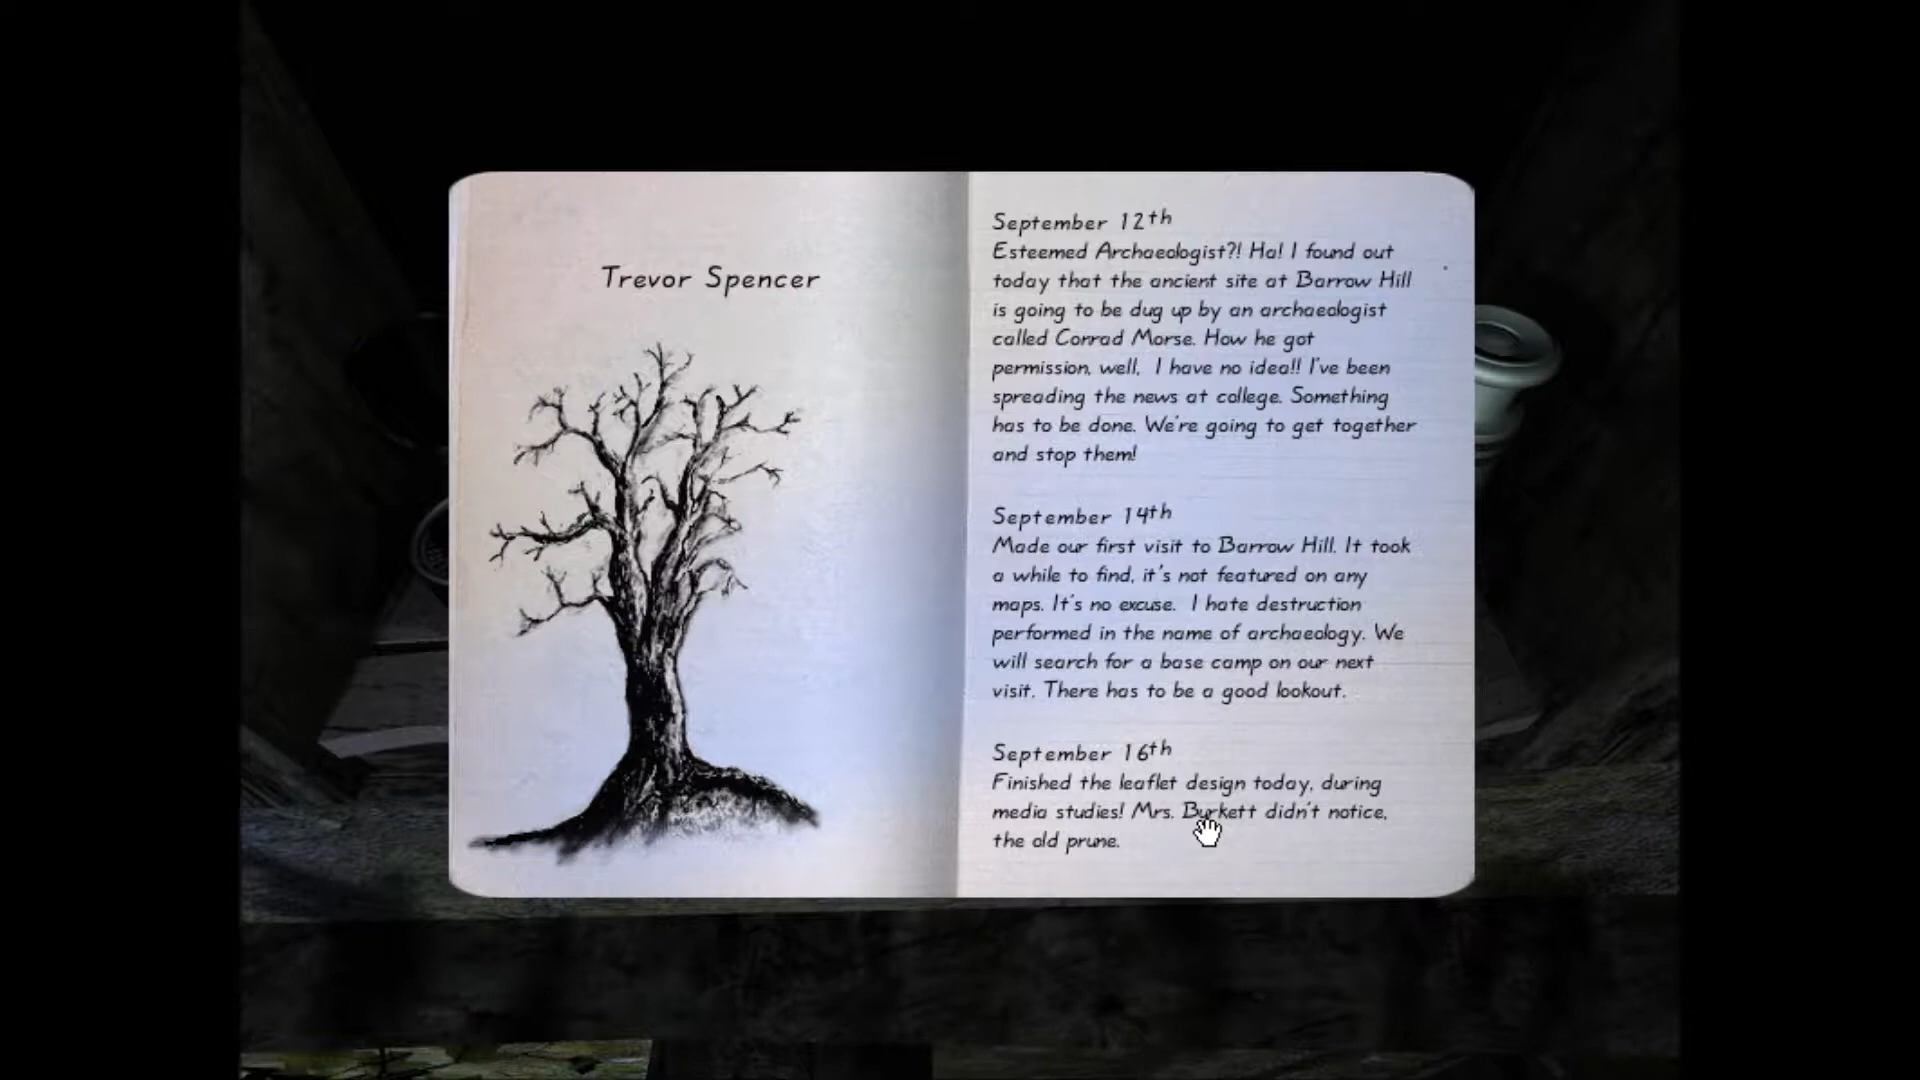 Trevor Spencer
September 12th
Esteemed Archaeologist?! Ha! I found out
today that the ancient site at Barrow Hill
is going to be dug up by an archaeologist
called Conrad Morse. How he got
permission, well,  I have no idea!! I've been
spreading the news at college. Something
has to be done. We're going to get together
and stop them!
September 14th
Made our first visit to Barrow Hill. It took
a while to find, it's not featured on any
maps. It's no excuse.  I hate destruction
performed in the name of archaeology. We
will search for a base camp on our next
visit. There has to be a good lookout.
September 16th
Finished the leaflet design today, during
media studies! Mrs. Burkett didn't notice,
the old prune.